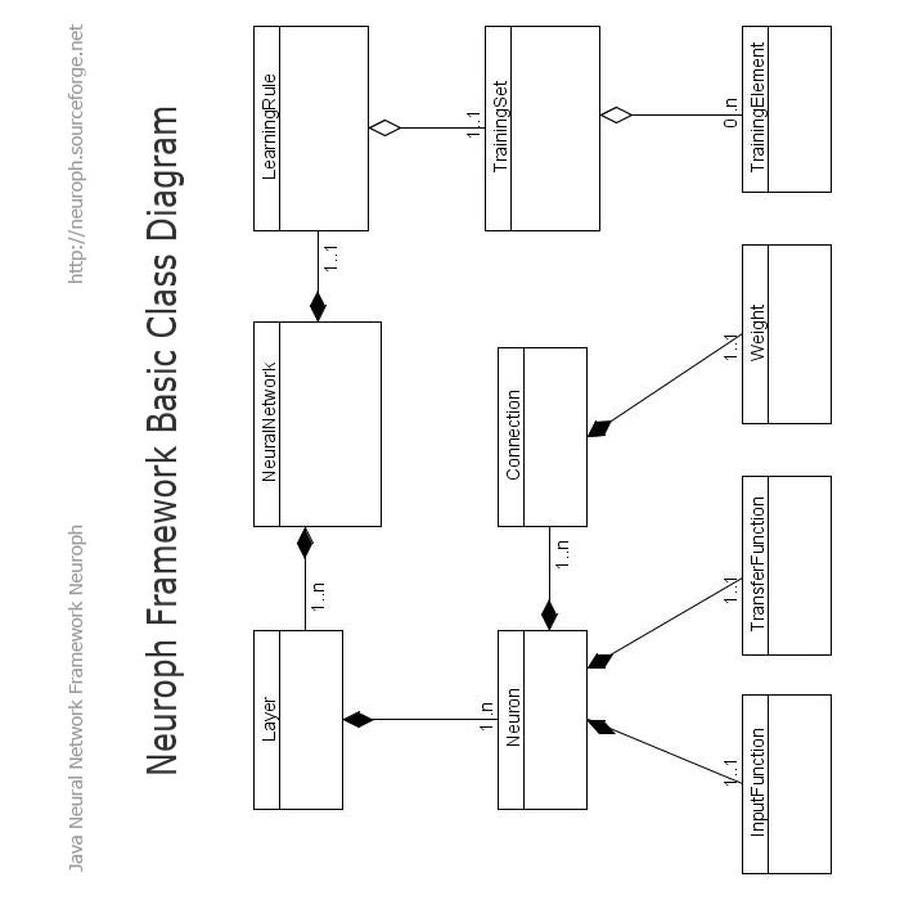 Java Neural Network Framework Neuroph
http://neuroph.sourceforge.net
Neuroph Framework Basic Class Diagram
Layer
1..n
NeuralNetwork
1..1
LearningRule
1..n
1..1
Neuron
1..n
Connection
TrainingSet
1..1
1..1
1..1
0..n
InputFunction
TransferFunction
Weight
TrainingElement